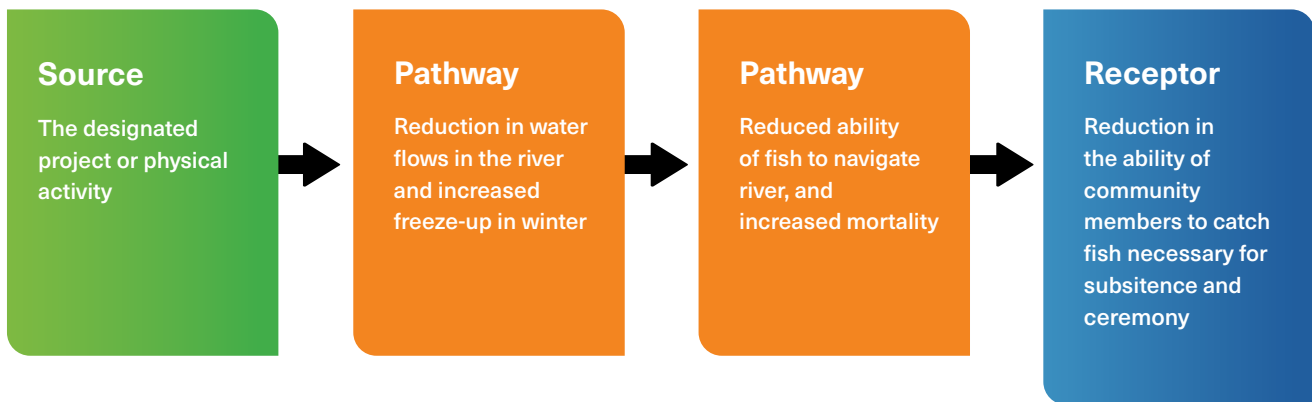 Source
The designated
project or physical
activity
Pathway
Reduction in water
flows in the river
and increased
freeze-up in winter
Pathway
Reduced ability
of fish to navigate
river, and
increased mortality
Receptor
Reduction in
the ability of
community
members to catch
fish necessary for
subsitence and
ceremony